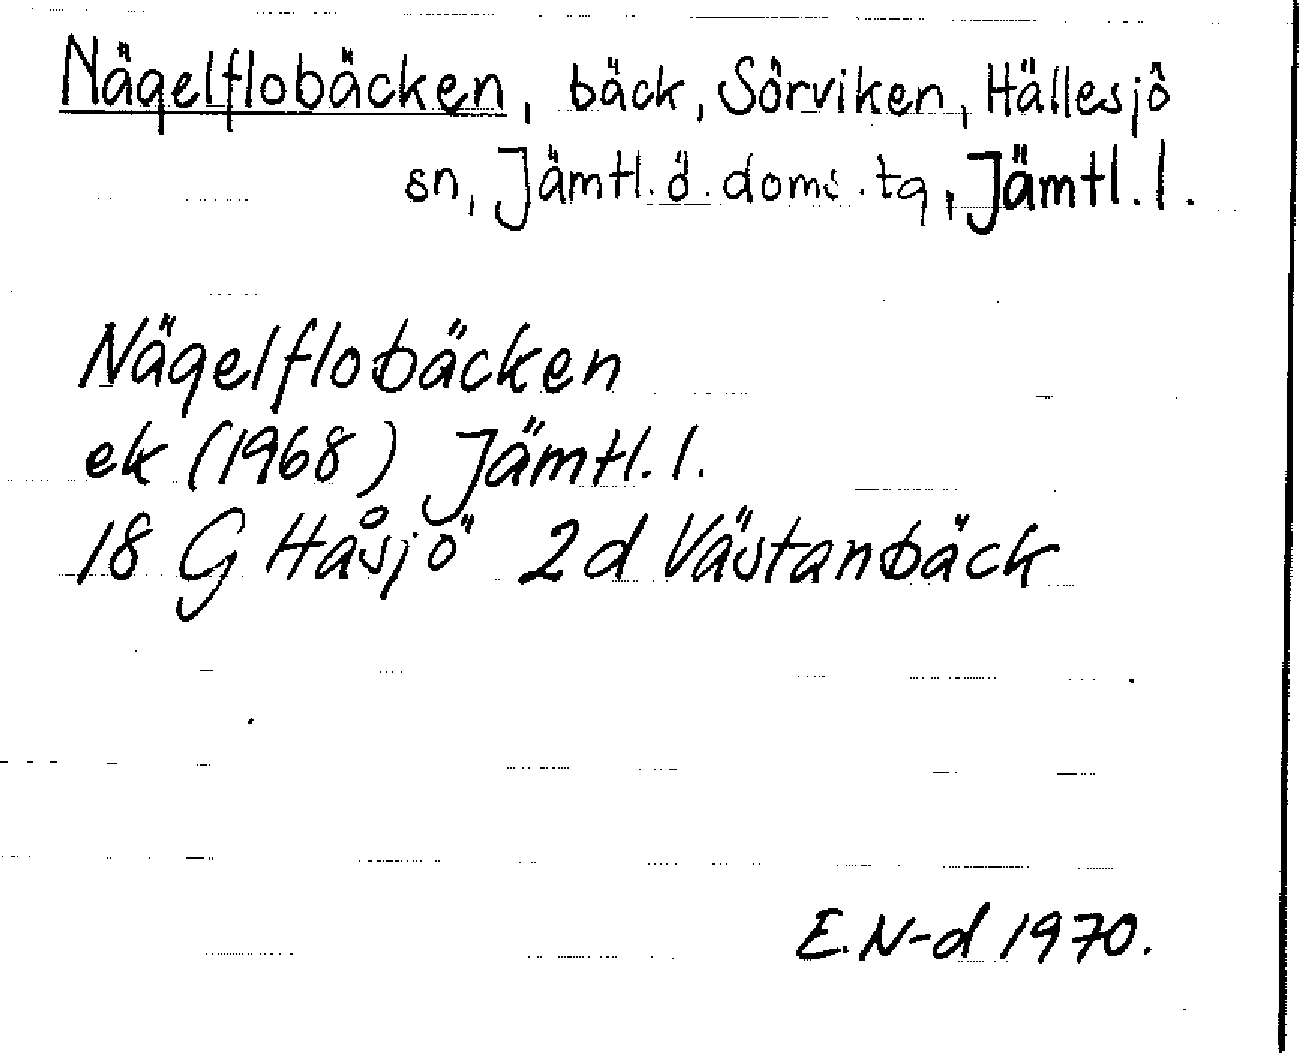 Nägelflobäcken, bäck, Sörviken, Hällesjö
sn, Jämtl. ö. doms. tg, Jämtl. l.
Nägelflobäcken
ek (1968) Jämtl. l.
18 G Håsjö 2d Västanbäck
E. N-d 1970.